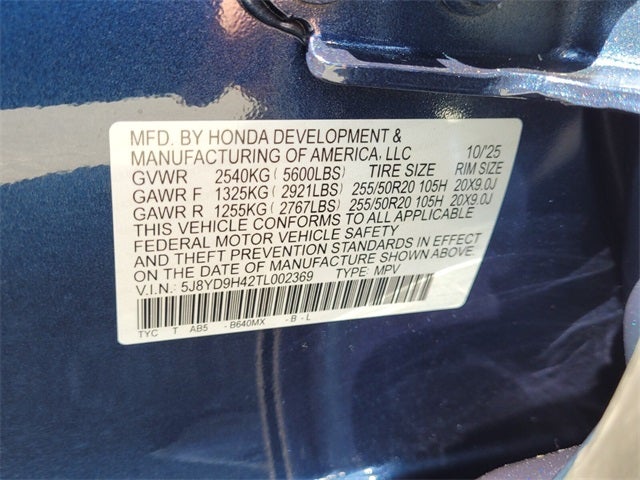 MFD. BY HONDA DEVELOPMENT &
MANUFACTURING OF AMERICA, LLC 10/'25
GVWR 2540KG ( 5600LBS) TIRE SIZE RIM SIZE
GAWR F 1325KG ( 2921LBS) 255/50R20 105H 20X9.0J
GAWR R 1255KG ( 2767LBS) 255/50R20 105H 20X9.0J
THIS VEHICLE CONFORMS TO ALL APPLICABLE
FEDERAL MOTOR VEHICLE SAFETY
AND THEFT PREVENTION STANDARDS IN EFFECT
ON THE DATE OF MANUFACTURE SHOWN ABOVE.
V.I.N.: 5J8YD9H42TL002369 TYPE: MPV
TYC T AB5 - B640MX - B - L